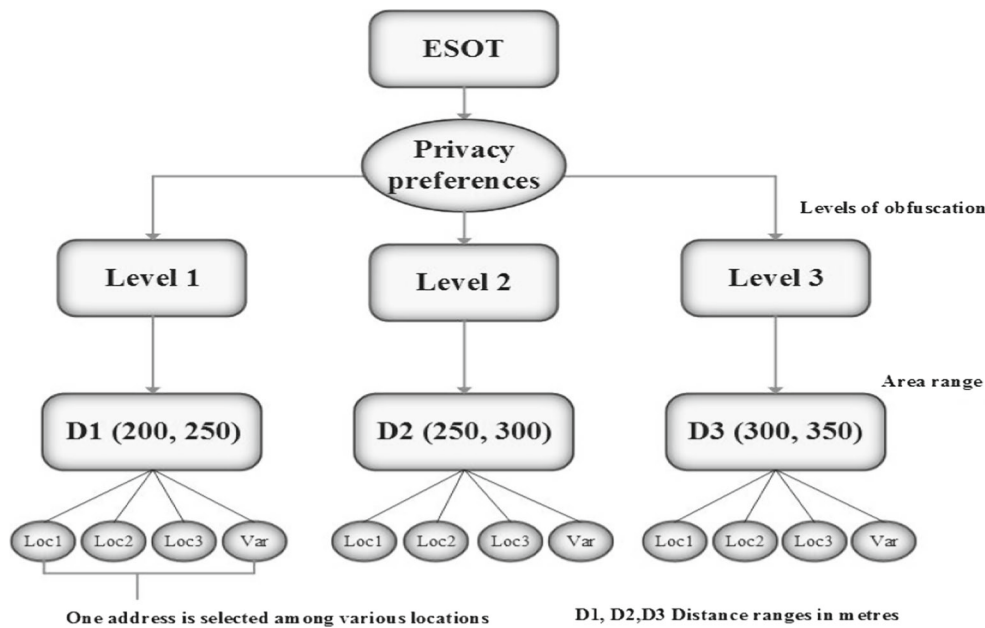 ESOT
Privacy
preferences
Levels of obfuscation
Level 1
Level 2
Level 3
Area range
D1 (200, 250)
D2 (250, 300)
D3 (300, 350)
Loc1
Loc2
Loc3
Var
Loc1
Loc2
Loc3
Var
Loc1
Loc2
Loc3
Var
One address is selected among various locations
D1, D2,D3 Distance ranges in metres